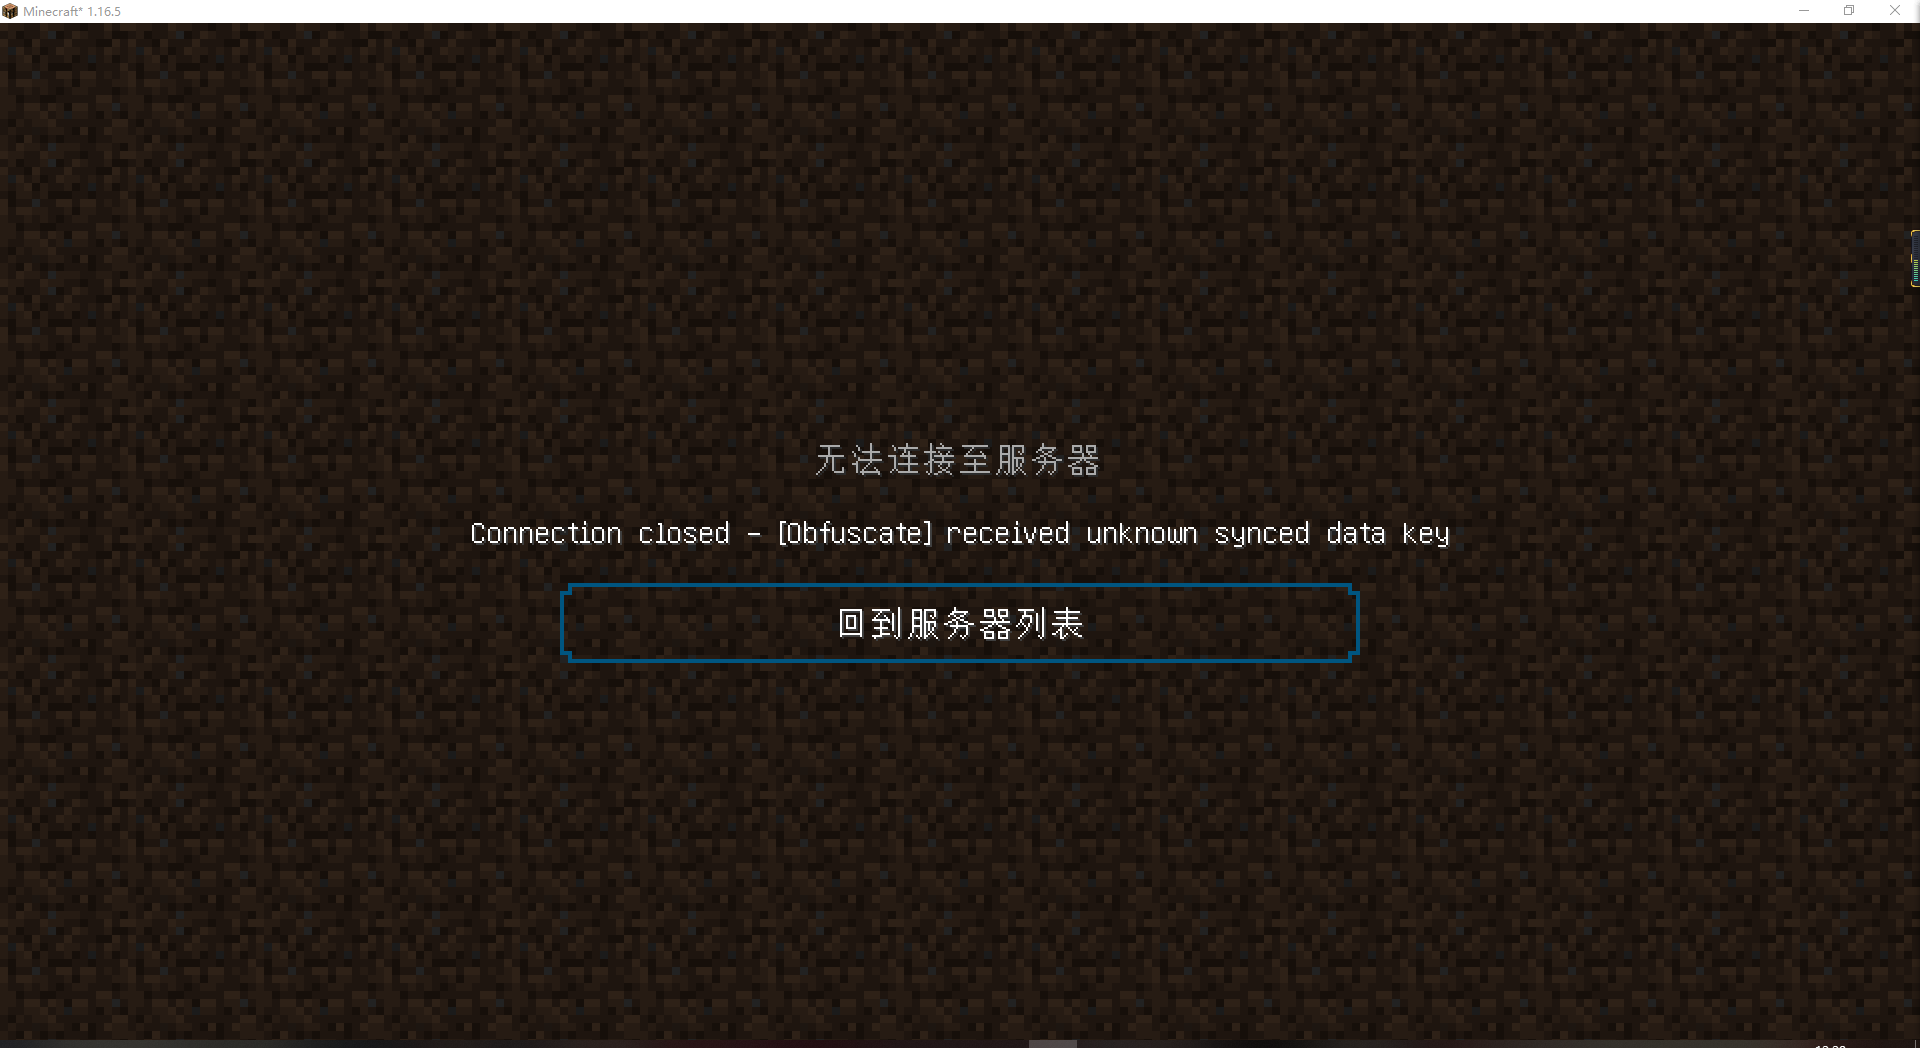 Minecraft* 1.16.5
无法连接至服务器
Connection closed - [Obfuscate] received unknown synced data key
回到服务器列表